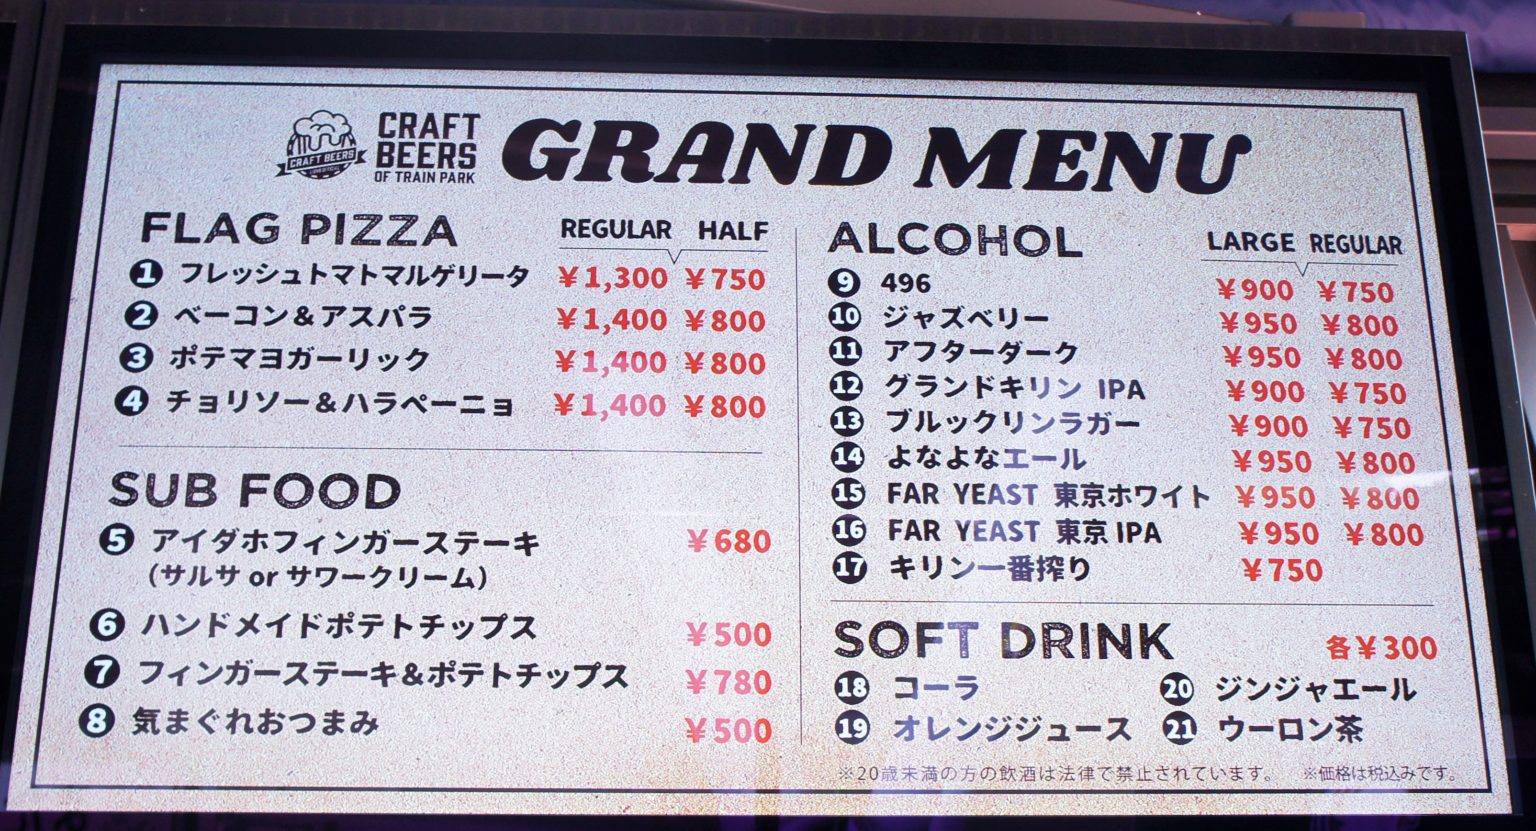 CRAFT BEERS
CRAFT
BEERS
OF TRAIN PARK
GRAND MENU
FLAG PIZZA REGULAR HALF
1 フレッシュトマトマルゲリータ ¥1,300 ¥750
2 ベーコン&アスパラ ¥1,400 ¥800
3 ポテマヨガーリック ¥1,400 ¥800
4 チョリソー&ハラペーニョ ¥1,400 ¥800
SUB FOOD
5 アイダホフィンガーステーキ ¥680
(サルサ or サワークリーム)
6 ハンドメイドポテトチップス ¥500
7 フィンガーステーキ&ポテトチップス ¥780
8 気まぐれおつまみ ¥500
ALCOHOL LARGE REGULAR
9 496 ¥900 ¥750
10 ジャズベリー ¥950 ¥800
11 アフターダーク ¥950 ¥800
12 グランドキリン IPA ¥900 ¥750
13 ブルックリンラガー ¥900 ¥750
14 よなよなエール ¥950 ¥800
15 FAR YEAST 東京ホワイト ¥950 ¥800
16 FAR YEAST 東京 IPA ¥950 ¥800
17 キリン一番搾り ¥750
SOFT DRINK 各¥300
18 コーラ 20 ジンジャエール
19 オレンジジュース 21 ウーロン茶
※20歳未満の方の飲酒は法律で禁止されています。 ※価格は税込みです。